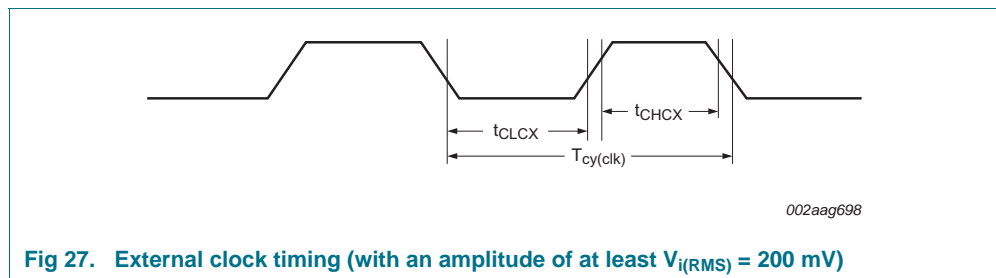 tCHCX
tCLCX
Tcy(clk)
002aag698
Fig 27. External clock timing (with an amplitude of at least Vi(RMS) = 200 mV)